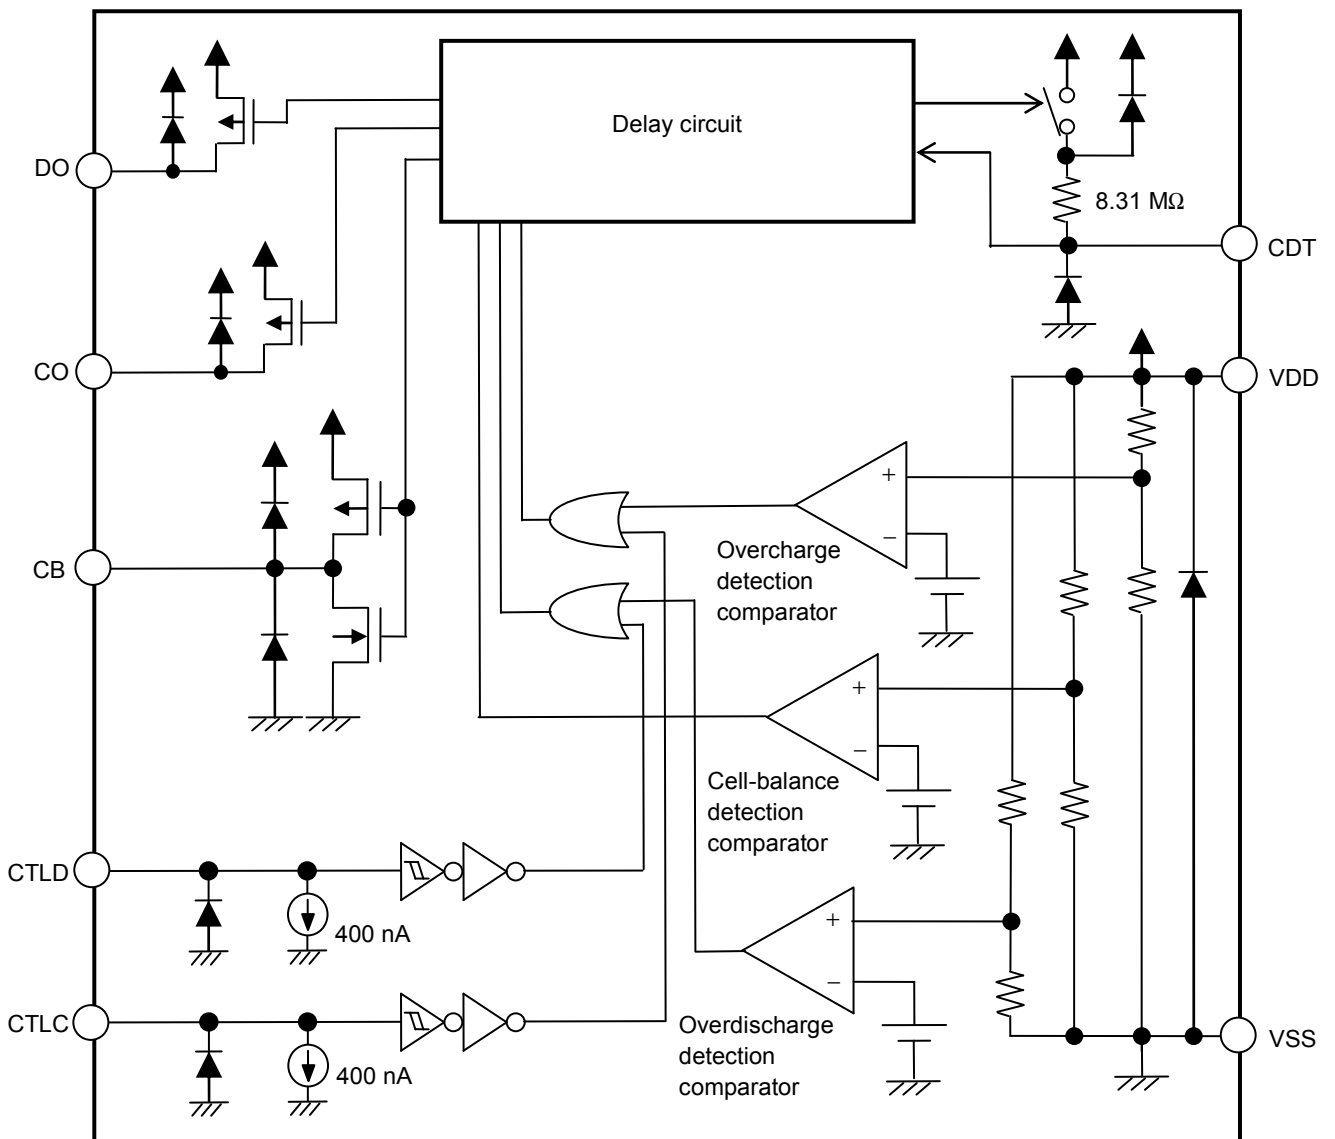 Delay circuit
DO
8.31 MΩ
CDT
CO
VDD
+
−
Overcharge
detection
comparator
CB
+
−
Cell-balance
detection
comparator
CTLD
400 nA
+
−
Overdischarge
detection
comparator
CTLC
400 nA
VSS